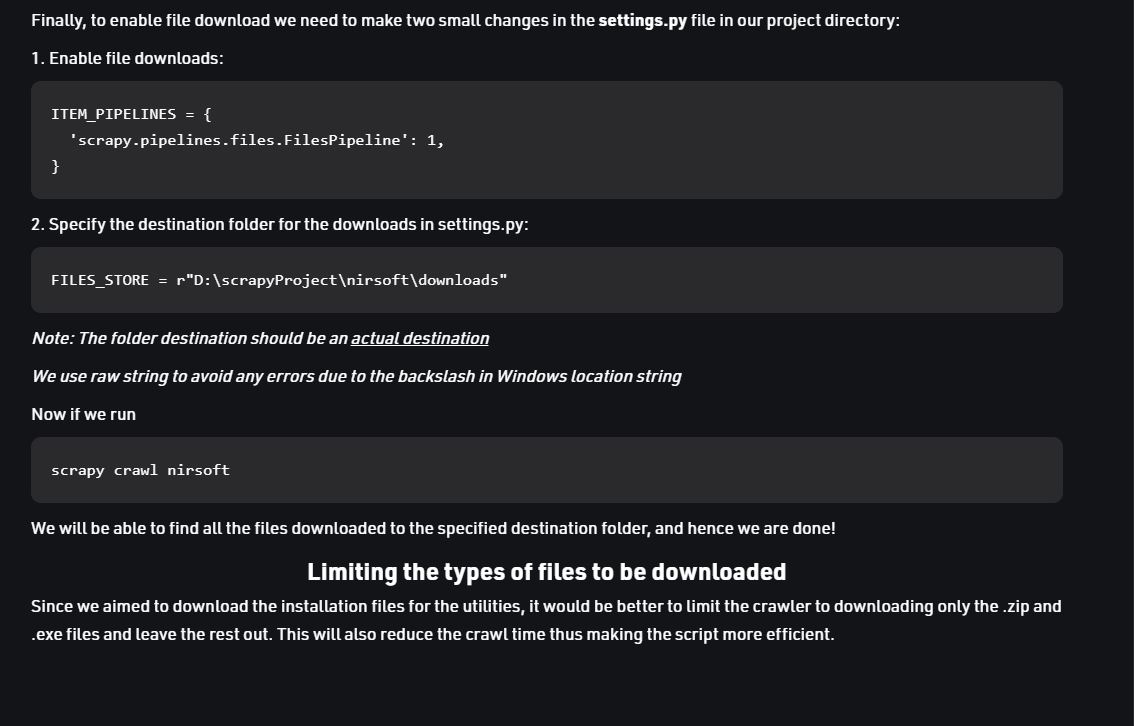 Finally, to enable file download we need to make two small changes in the settings.py file in our project directory:
1. Enable file downloads:
ITEM_PIPELINES = {
  'scrapy.pipelines.files.FilesPipeline': 1,
}
2. Specify the destination folder for the downloads in settings.py:
FILES_STORE = r"D:\scrapyProject\nirsoft\downloads"
Note: The folder destination should be an actual destination
We use raw string to avoid any errors due to the backslash in Windows location string
Now if we run
scrapy crawl nirsoft
We will be able to find all the files downloaded to the specified destination folder, and hence we are done!
Limiting the types of files to be downloaded
Since we aimed to download the installation files for the utilities, it would be better to limit the crawler to downloading only the .zip and
.exe files and leave the rest out. This will also reduce the crawl time thus making the script more efficient.